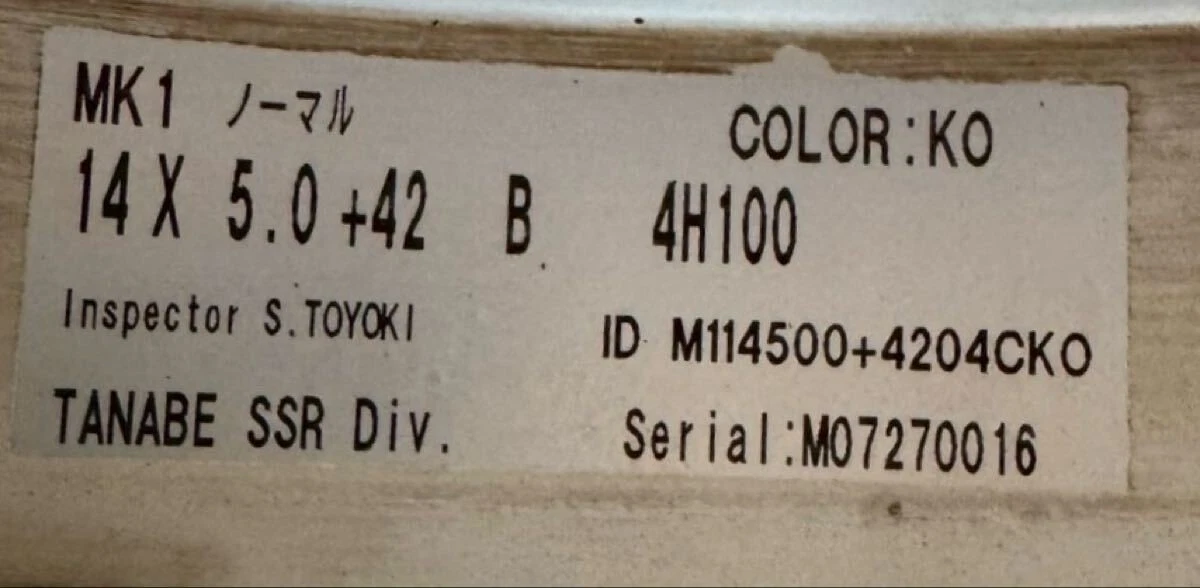 MK1 ノーマル
COLOR:KO
14 X 5.0 +42 B 4H100
Inspector S.TOYOKI
ID M114500+4204CKO
TANABE SSR Div.
Serial:M07270016